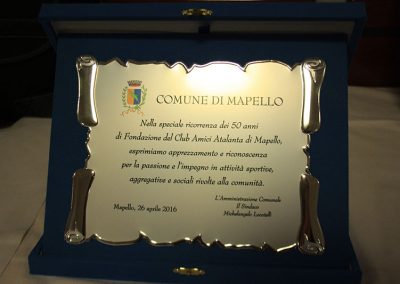 COMUNE DI MAPELLO
Nella speciale ricorrenza dei 50 anni
di Fondazione del Club Amici Atalanta di Mapello,
esprimiamo apprezzamento e riconoscenza
per la passione e l'impegno in attività sportive,
aggregative e sociali rivolte alla comunità.
L'Amministrazione Comunale
Il Sindaco
Michelangelo Locatelli
Mapello, 26 aprile 2016